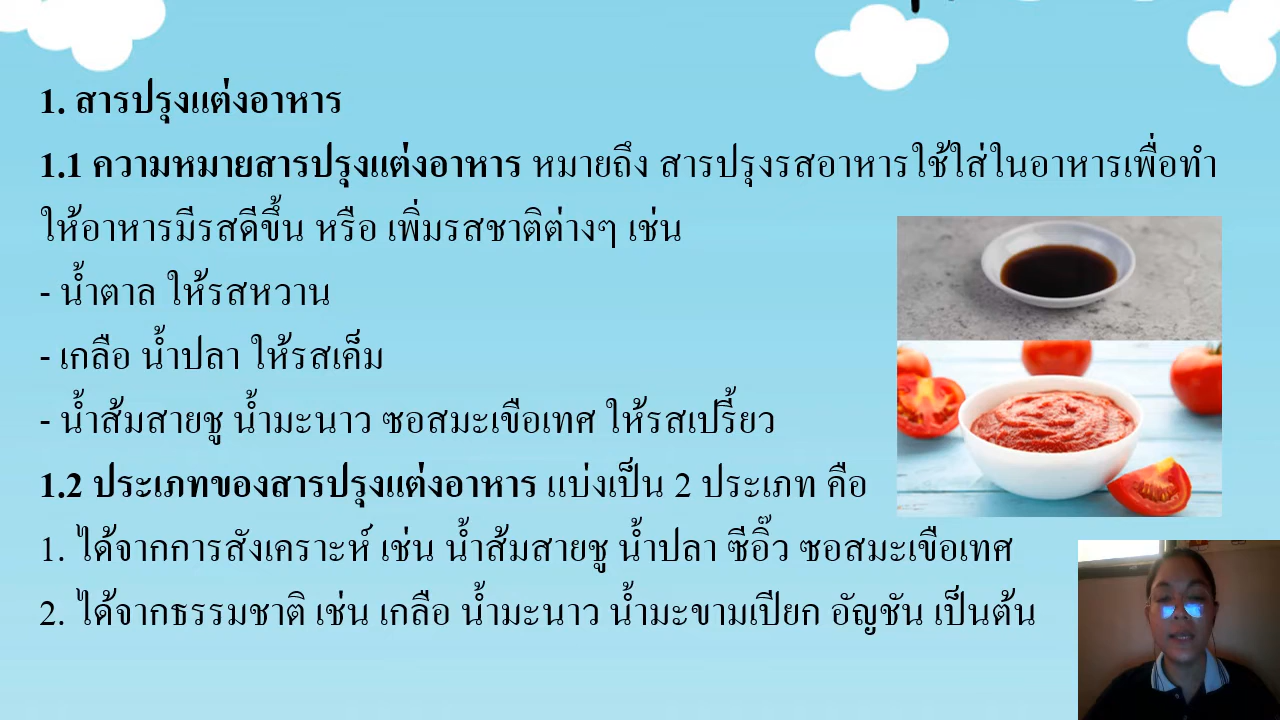 1. สารปรุงแต่งอาหาร
1.1 ความหมายสารปรุงแต่งอาหาร หมายถึง สารปรุงรสอาหารใช้ใส่ในอาหารเพื่อทำ
ให้อาหารมีรสดีขึ้น หรือ เพิ่มรสชาติต่างๆ เช่น
- น้ำตาล ให้รสหวาน
- เกลือ น้ำปลา ให้รสเค็ม
- น้ำส้มสายชู น้ำมะนาว ซอสมะเขือเทศ ให้รสเปรี้ยว
1.2 ประเภทของสารปรุงแต่งอาหาร แบ่งเป็น 2 ประเภท คือ
1. ได้จากการสังเคราะห์ เช่น น้ำส้มสายชู น้ำปลา ซีอิ๊ว ซอสมะเขือเทศ
2. ได้จากธรรมชาติ เช่น เกลือ น้ำมะนาว น้ำมะขามเปียก อัญชัน เป็นต้น